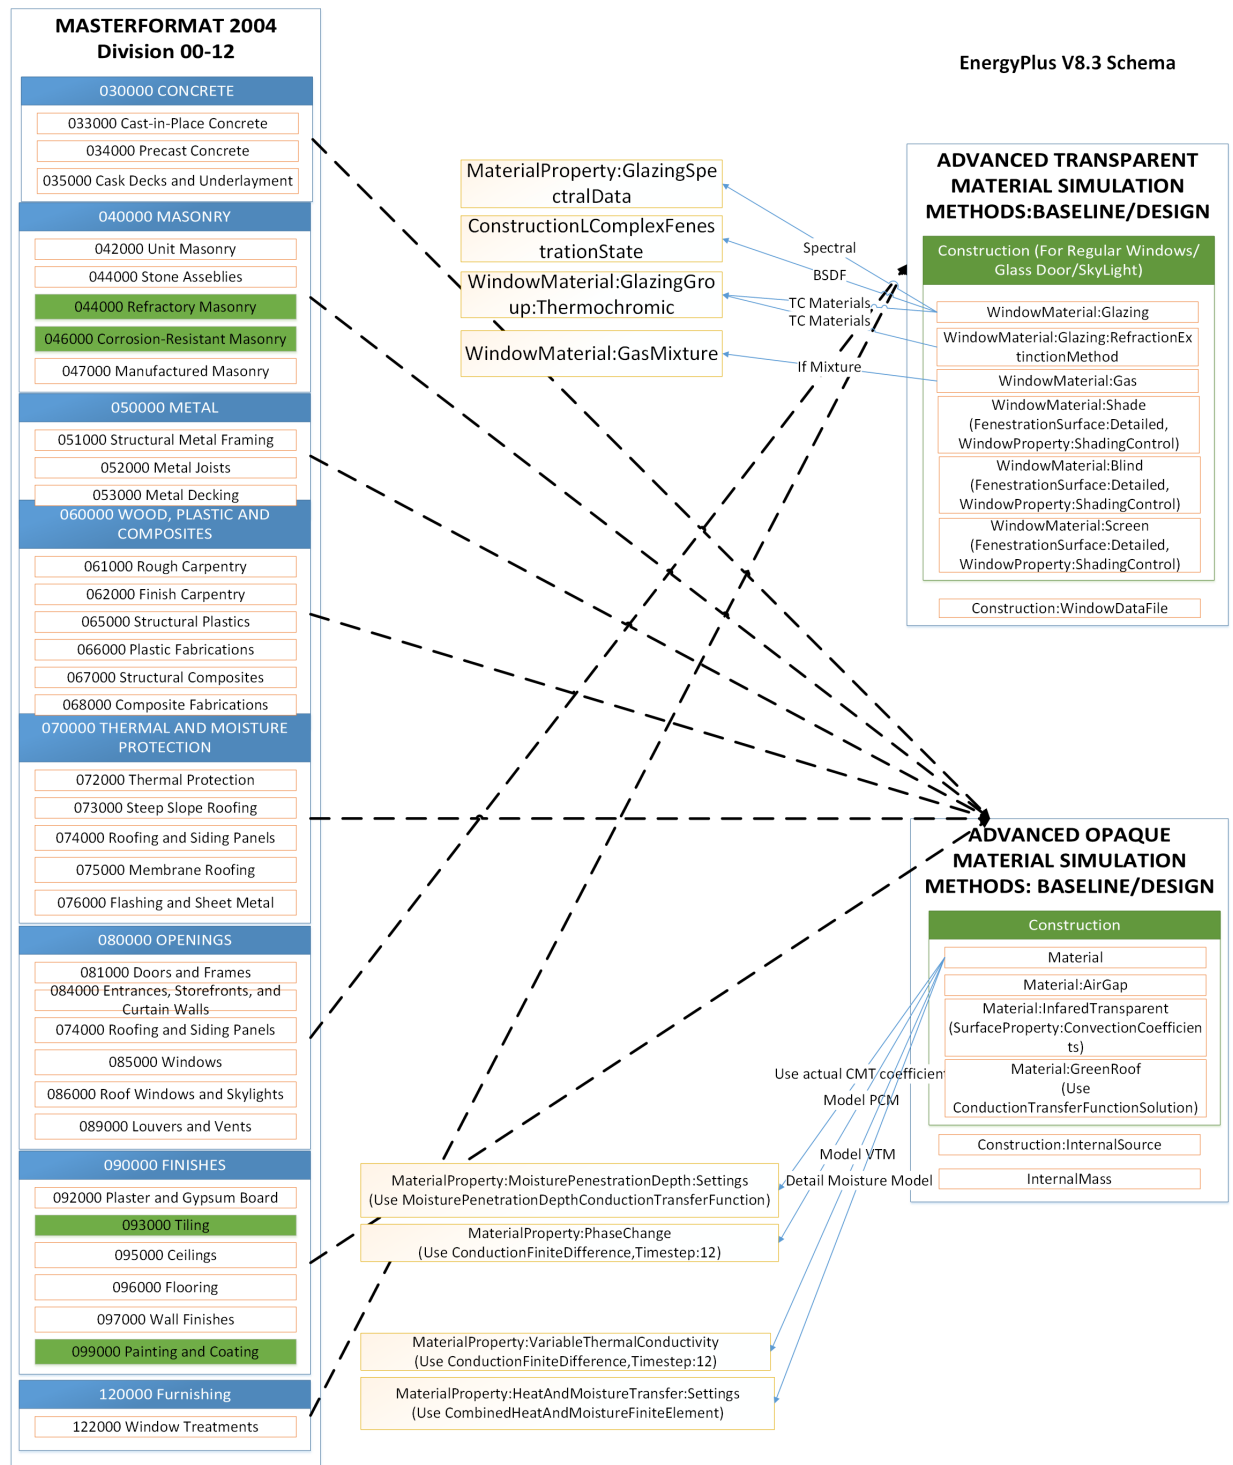 MASTERFORMAT 2004
Division 00-12
030000 CONCRETE
033000 Cast-in-Place Concrete
034000 Precast Concrete
035000 Cask Decks and Underlayment
040000 MASONRY
042000 Unit Masonry
044000 Stone Asseblies
044000 Refractory Masonry
046000 Corrosion-Resistant Masonry
047000 Manufactured Masonry
050000 METAL
051000 Structural Metal Framing
052000 Metal Joists
053000 Metal Decking
060000 WOOD, PLASTIC AND
COMPOSITES
061000 Rough Carpentry
062000 Finish Carpentry
065000 Structural Plastics
066000 Plastic Fabrications
067000 Structural Composites
068000 Composite Fabrications
070000 THERMAL AND MOISTURE
PROTECTION
072000 Thermal Protection
073000 Steep Slope Roofing
074000 Roofing and Siding Panels
075000 Membrane Roofing
076000 Flashing and Sheet Metal
080000 OPENINGS
081000 Doors and Frames
084000 Entrances, Storefronts, and
Curtain Walls
074000 Roofing and Siding Panels
085000 Windows
086000 Roof Windows and Skylights
089000 Louvers and Vents
090000 FINISHES
092000 Plaster and Gypsum Board
093000 Tiling
095000 Ceilings
096000 Flooring
097000 Wall Finishes
099000 Painting and Coating
120000 Furnishing
122000 Window Treatments
MaterialProperty:GlazingSpe
ctralData
ConstructionLComplexFenes
trationState
WindowMaterial:GlazingGro
up:Thermochromic
WindowMaterial:GasMixture
Spectral
BSDF
TC Materials
TC Materials
If Mixture
EnergyPlus V8.3 Schema
ADVANCED TRANSPARENT
MATERIAL SIMULATION
METHODS:BASELINE/DESIGN
Construction (For Regular Windows/
Glass Door/SkyLight)
WindowMaterial:Glazing
WindowMaterial:Glazing:RefractionEx
tinctionMethod
WindowMaterial:Gas
WindowMaterial:Shade
(FenestrationSurface:Detailed,
WindowProperty:ShadingControl)
WindowMaterial:Blind
(FenestrationSurface:Detailed,
WindowProperty:ShadingControl)
WindowMaterial:Screen
(FenestrationSurface:Detailed,
WindowProperty:ShadingControl)
Construction:WindowDataFile
ADVANCED OPAQUE
MATERIAL SIMULATION
METHODS: BASELINE/DESIGN
Construction
Material
Material:AirGap
Material:InfaredTransparent
(SurfaceProperty:ConvectionCoefficien
ts)
Material:GreenRoof
(Use
ConductionTransferFunctionSolution)
Construction:InternalSource
InternalMass
Use actual CMT coefficient
Model PCM
Model VTM
Detail Moisture Model
MaterialProperty:MoisturePenestrationDepth:Settings
(Use MoisturePenetrationDepthConductionTransferFunction)
MaterialProperty:PhaseChange
(Use ConductionFiniteDifference,Timestep:12)
MaterialProperty:VariableThermalConductivity
(Use ConductionFiniteDifference,Timestep:12)
MaterialProperty:HeatAndMoistureTransfer:Settings
(Use CombinedHeatAndMoistureFiniteElement)